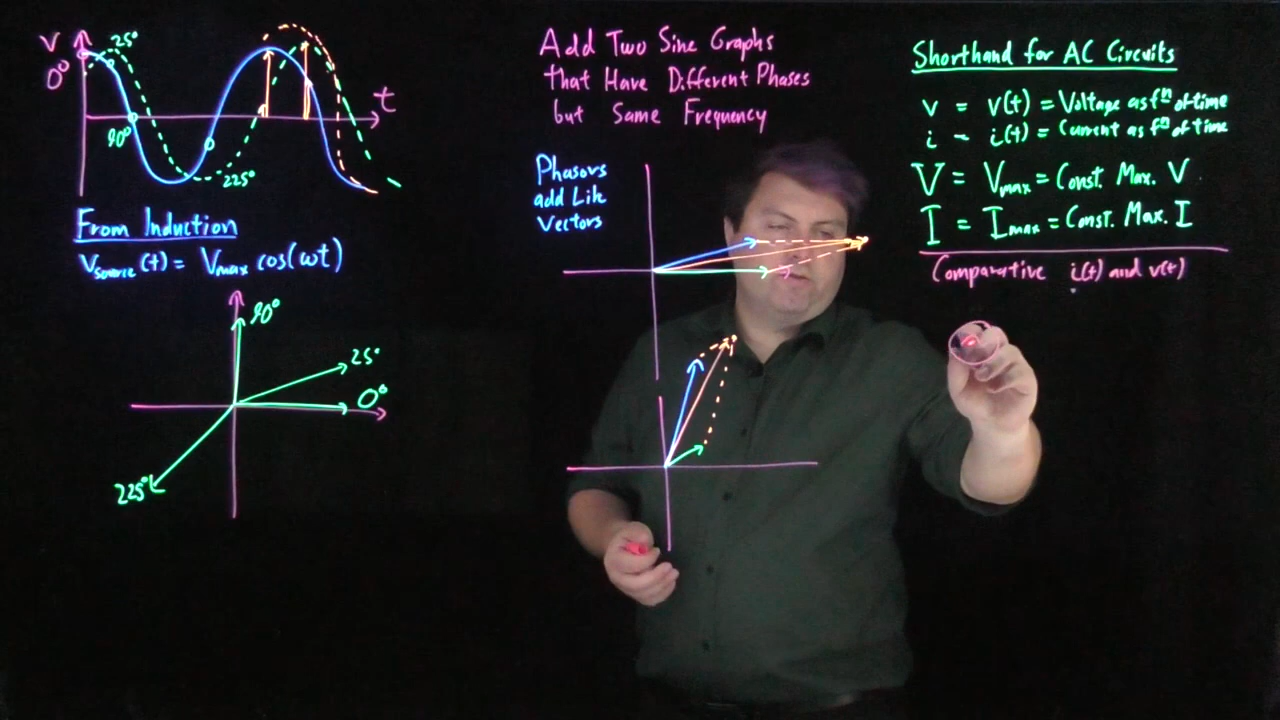 V
25°
0°
90°
225°
t
From Induction
Vsource(t) = Vmax cos(ωt)
90°
25°
0°
225°
Add Two Sine Graphs
that Have Different Phases
but Same Frequency
Phasors
add Like
Vectors
Shorthand for AC Circuits
v = v(t) = Voltage as fⁿ of time
i = i(t) = Current as fⁿ of time
V = Vmax = Const. Max. V
I = Imax = Const. Max. I
Comparative i(t) and v(t)